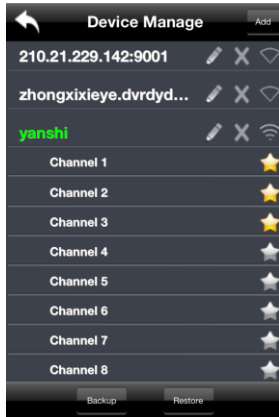 Device Manage
Add
210.21.229.142:9001
zhongxixieye.dvrdyd...
yanshi
Channel 1
Channel 2
Channel 3
Channel 4
Channel 5
Channel 6
Channel 7
Channel 8
Backup
Restore